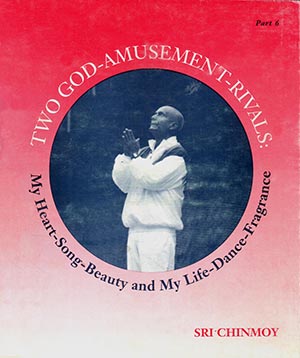 Part 6
TWO GOD-AMUSEMENT-RIVALS:
My Heart-Song-Beauty and My Life-Dance-Fragrance
SRI CHINMOY